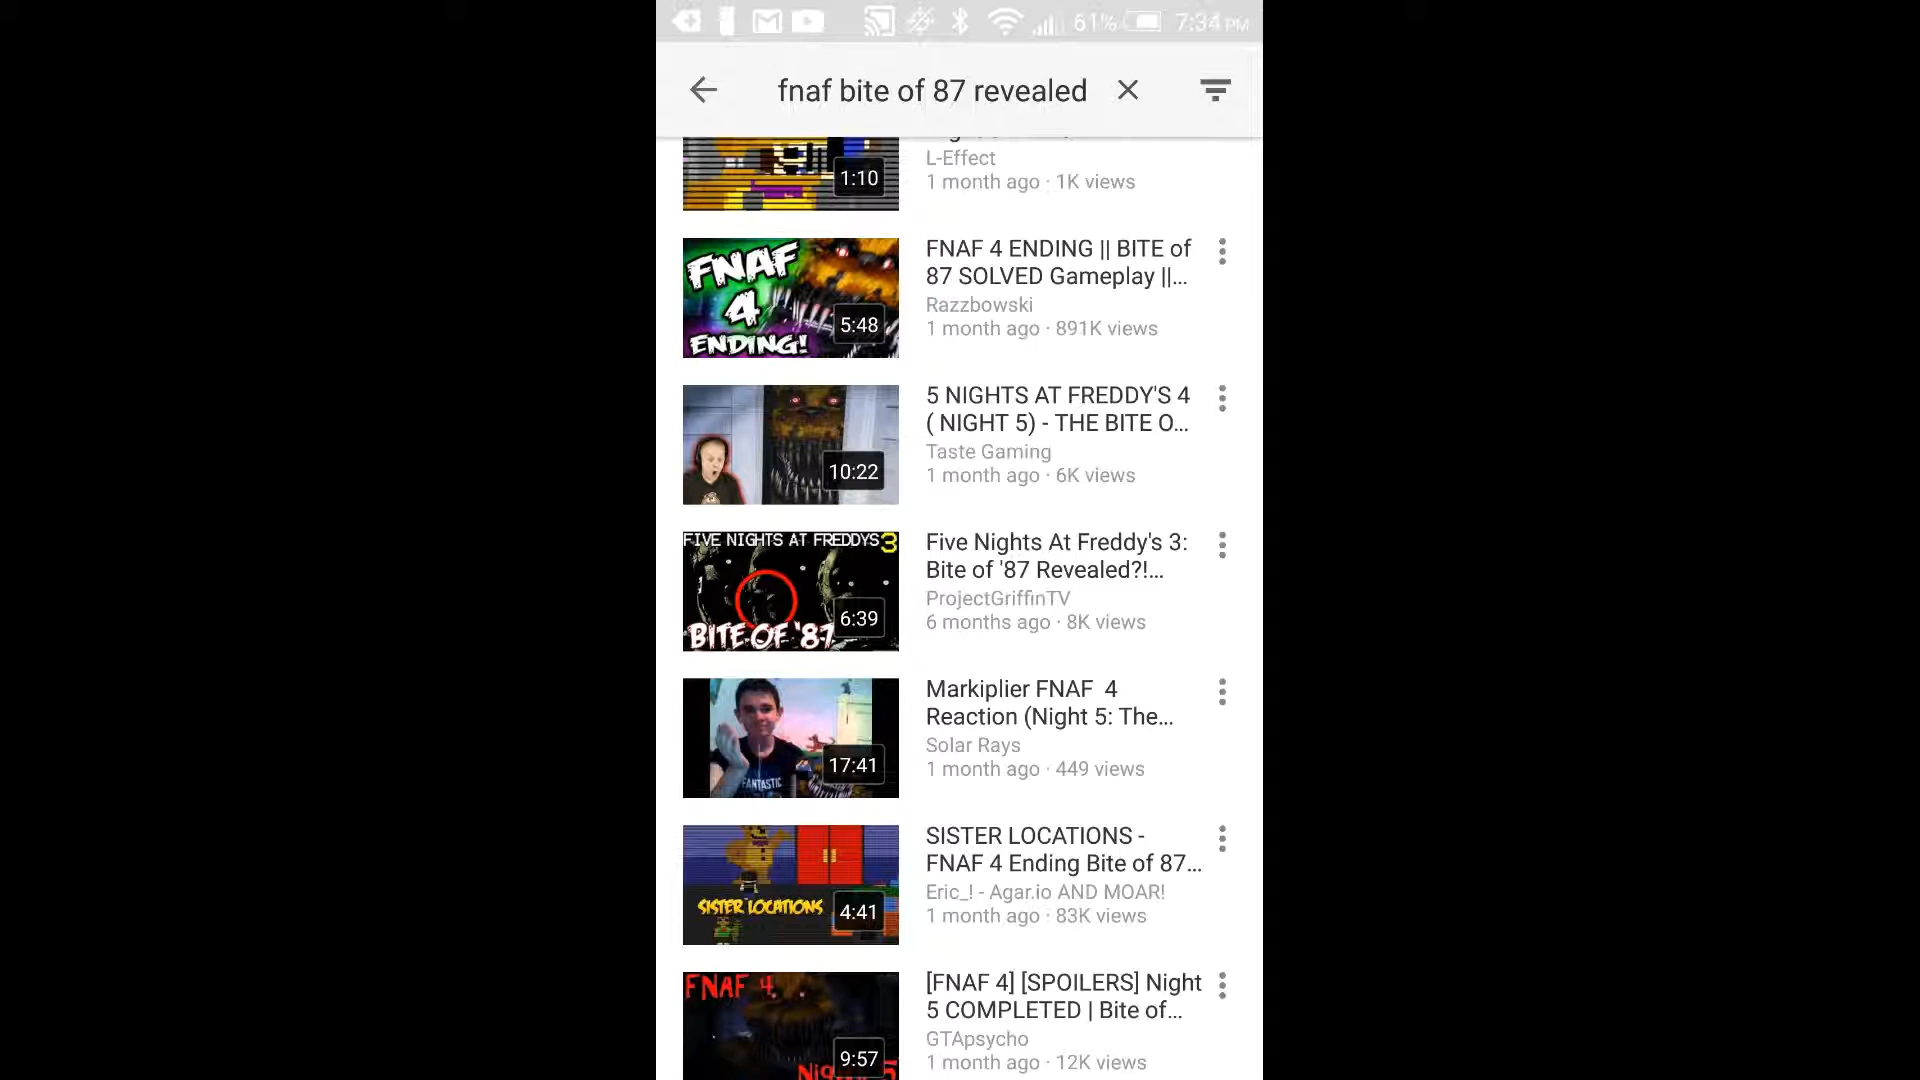 61% 7:34 PM
fnaf bite of 87 revealed
1:10
L-Effect
1 month ago · 1K views
FNAF
4
ENDING!
5:48
FNAF 4 ENDING || BITE of
87 SOLVED Gameplay ||...
Razzbowski
1 month ago · 891K views
10:22
5 NIGHTS AT FREDDY'S 4
( NIGHT 5) - THE BITE O...
Taste Gaming
1 month ago · 6K views
FIVE NIGHTS AT FREDDYS 3
BITE OF '87
6:39
Five Nights At Freddy's 3:
Bite of '87 Revealed?!...
ProjectGriffinTV
6 months ago · 8K views
FANTASTIC
17:41
Markiplier FNAF 4
Reaction (Night 5: The...
Solar Rays
1 month ago · 449 views
SISTER LOCATIONS
4:41
SISTER LOCATIONS -
FNAF 4 Ending Bite of 87...
Eric_! - Agar.io AND MOAR!
1 month ago · 83K views
FNAF 4
9:57
[FNAF 4] [SPOILERS] Night
5 COMPLETED | Bite of...
GTApsycho
1 month ago · 12K views